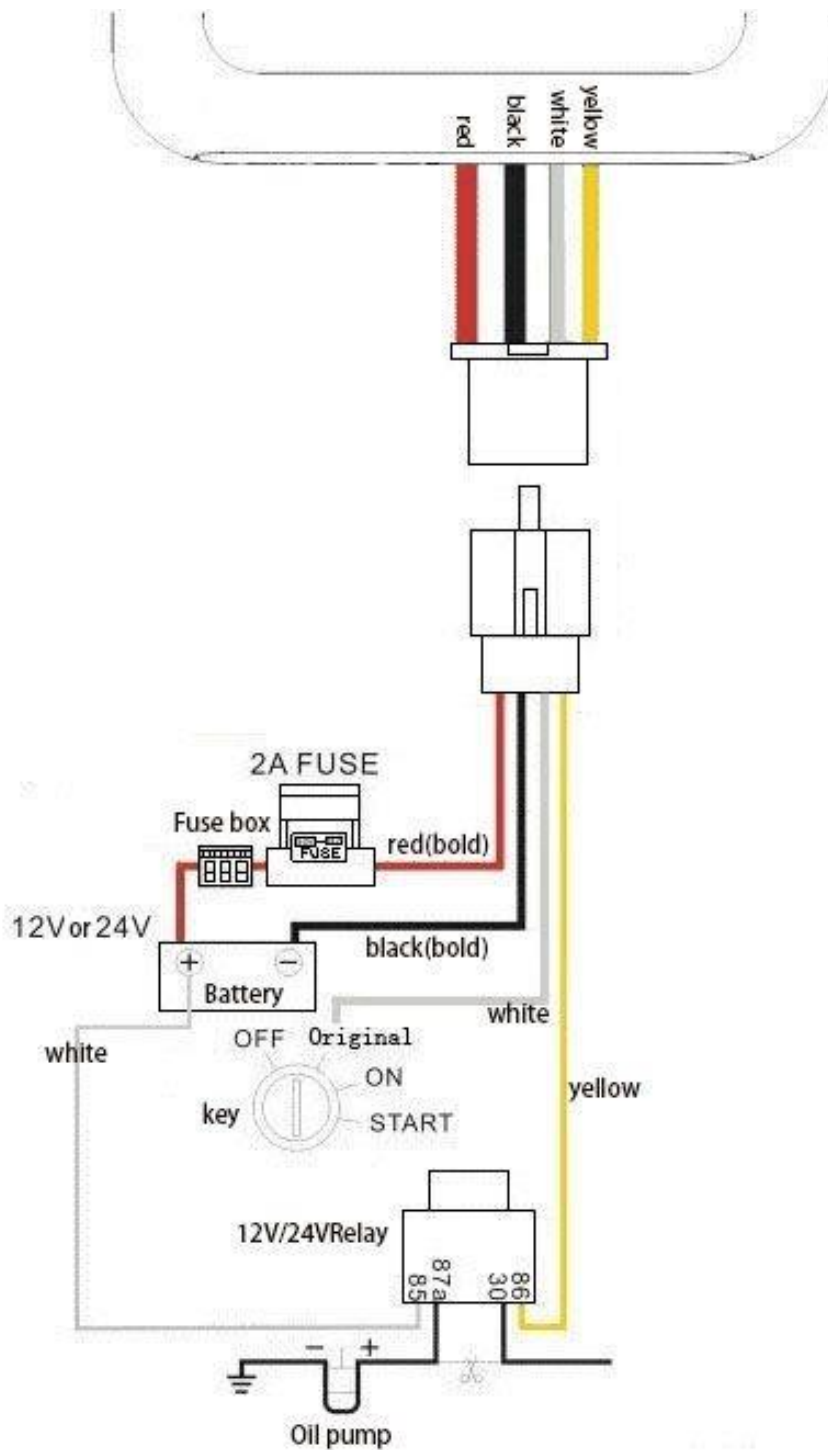 red
black
white
yellow
2A FUSE
Fuse box
FUSE
red(bold)
12V or 24V
+
−
black(bold)
Battery
white
white
OFF
Original
ON
key
START
yellow
12V/24VRelay
85
87a
30
86
−
+
Oil pump